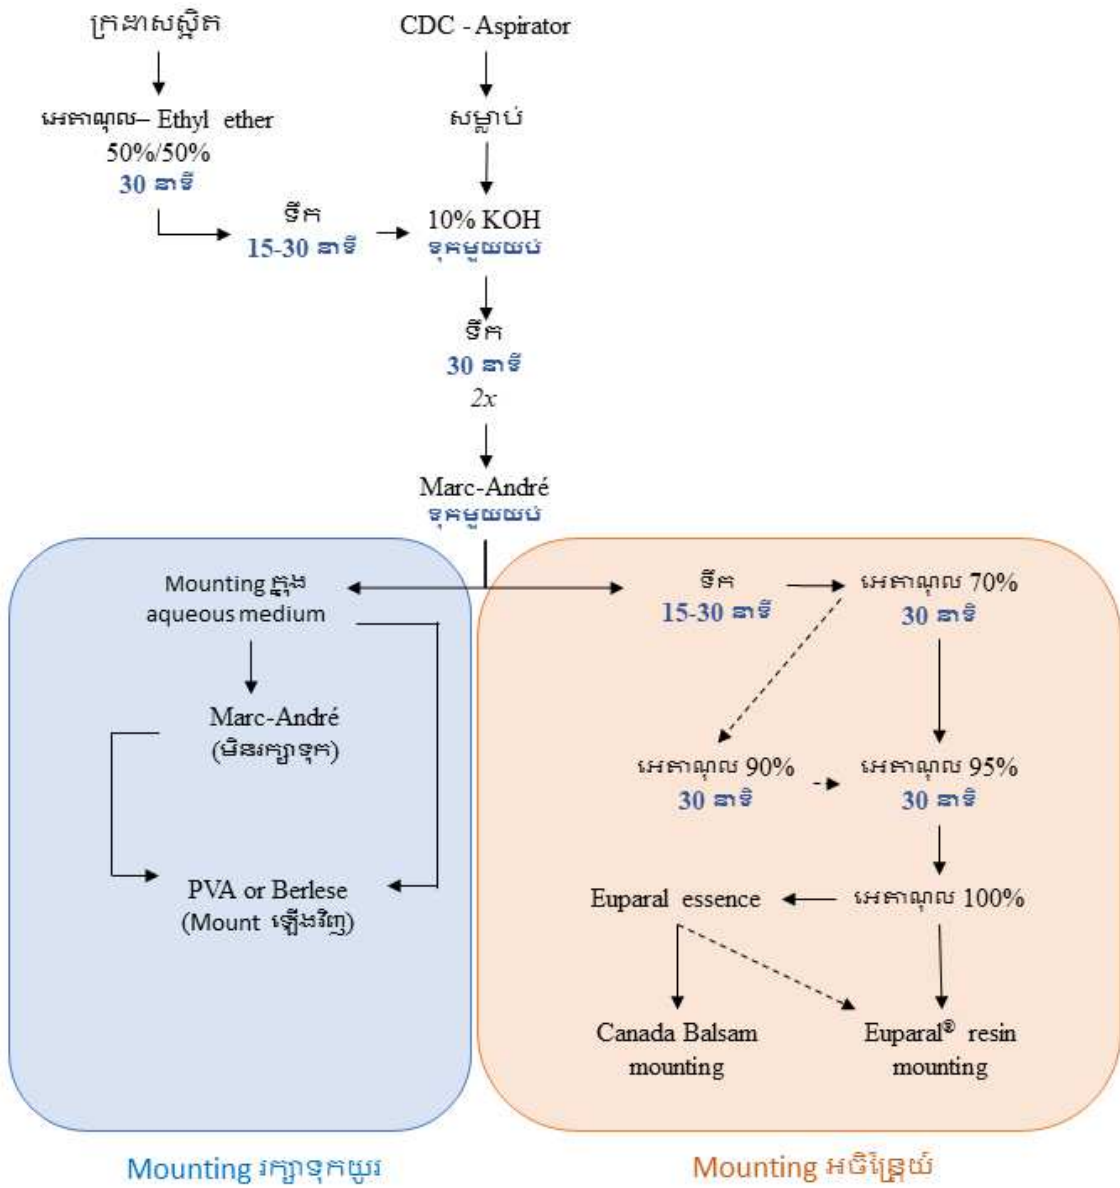 ក្រដាសស្អិត
CDC - Aspirator
អេតាណុល– Ethyl ether
50%/50%
30 នាទី
សម្លាប់
ទឹក
15-30 នាទី
10% KOH
ទុកមួយយប់
ទឹក
30 នាទី
2x
Marc-André
ទុកមួយយប់
Mounting ក្នុង
aqueous medium
Marc-André
(មិនរក្សាទុក)
PVA or Berlese
(Mount ឡើងវិញ)
ទឹក
15-30 នាទី
អេតាណុល 70%
30 នាទី
អេតាណុល 90%
30 នាទី
អេតាណុល 95%
30 នាទី
Euparal essence
អេតាណុល 100%
Canada Balsam
mounting
Euparal® resin
mounting
Mounting រក្សាទុកយូរ
Mounting អចិន្ត្រៃយ៍